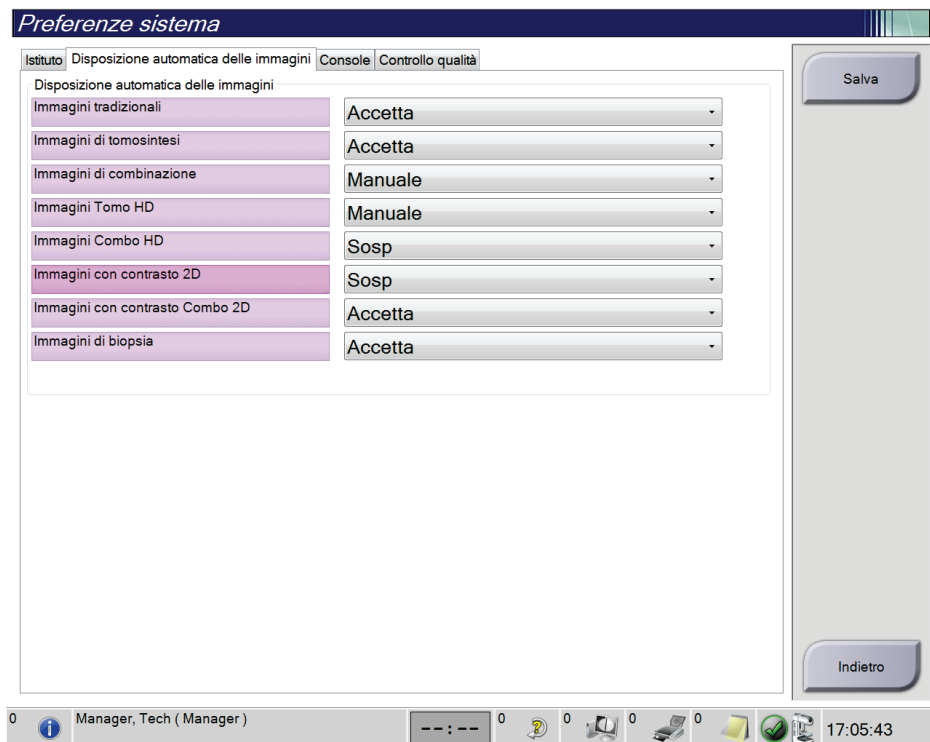 Preferenze sistema
Istituto Disposizione automatica delle immagini Console Controllo qualità
Salva
Disposizione automatica delle immagini
Immagini tradizionali Accetta
Immagini di tomosintesi Accetta
Immagini di combinazione Manuale
Immagini Tomo HD Manuale
Immagini Combo HD Sosp
Immagini con contrasto 2D Sosp
Immagini con contrasto Combo 2D Accetta
Immagini di biopsia Accetta
Indietro
0 Manager, Tech ( Manager ) --:-- 0 0 0 0 17:05:43